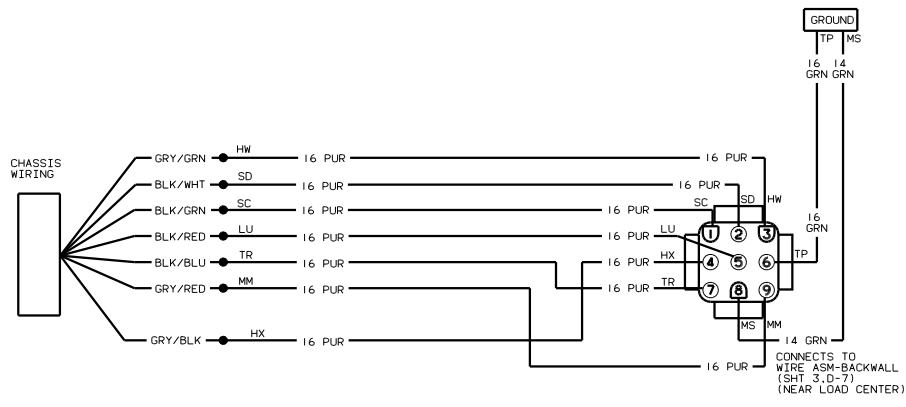 GROUND
TP MS
16 14
GRN GRN
CHASSIS
WIRING
GRY/GRN HW 16 PUR 16 PUR
BLK/WHT SD 16 PUR 16 PUR
BLK/GRN SC 16 PUR 16 PUR SC SD HW
BLK/RED LU 16 PUR 16 PUR LU
BLK/BLU TR 16 PUR 16 PUR HX
GRY/RED MM 16 PUR 16 PUR TR
GRY/BLK HX 16 PUR
16 PUR
1 2 3
4 5 6 TP
7 8 9
16
GRN
MS MM
14 GRN
CONNECTS TO
WIRE ASM-BACKWALL
(SHT 3,D-7)
(NEAR LOAD CENTER)